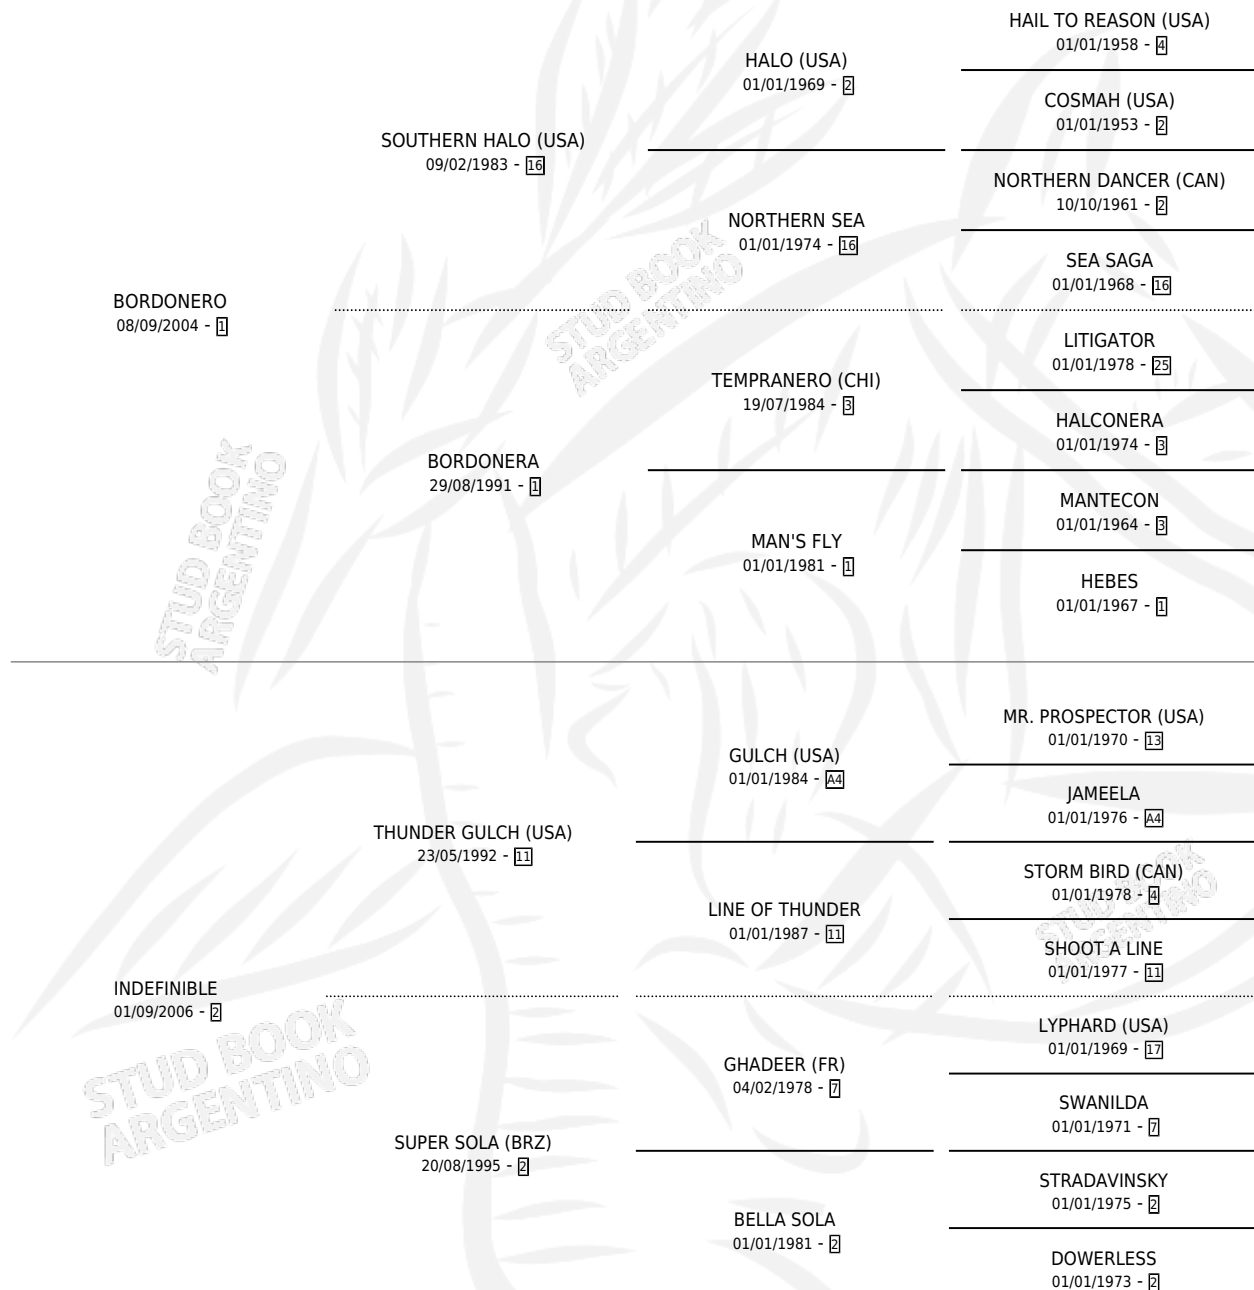 HAIL TO REASON (USA)
01/01/1958 - 4
HALO (USA)
01/01/1969 - 2
COSMAH (USA)
01/01/1953 - 2
SOUTHERN HALO (USA)
09/02/1983 - 16
NORTHERN DANCER (CAN)
10/10/1961 - 2
NORTHERN SEA
01/01/1974 - 16
SEA SAGA
01/01/1968 - 16
BORDONERO
08/09/2004 - 1
STUD BOOK
ARGENTINO
LITIGATOR
01/01/1978 - 25
TEMPRANERO (CHI)
19/07/1984 - 3
HALCONERA
01/01/1974 - 3
BORDONERA
29/08/1991 - 1
MANTECON
01/01/1964 - 3
MAN'S FLY
01/01/1981 - 1
HEBES
01/01/1967 - 1
STUD BOOK
ARGENTINO
MR. PROSPECTOR (USA)
01/01/1970 - 13
GULCH (USA)
01/01/1984 - A4
JAMEELA
01/01/1976 - A4
THUNDER GULCH (USA)
23/05/1992 - 11
STORM BIRD (CAN)
01/01/1978 - 4
LINE OF THUNDER
01/01/1987 - 11
STUD BOOK
ARGENTINO
SHOOT A LINE
01/01/1977 - 11
INDEFINIBLE
01/09/2006 - 2
LYPHARD (USA)
01/01/1969 - 17
GHADEER (FR)
04/02/1978 - 7
STUD BOOK
ARGENTINO
SWANILDA
01/01/1971 - 7
SUPER SOLA (BRZ)
20/08/1995 - 2
STRADAVINSKY
01/01/1975 - 2
BELLA SOLA
01/01/1981 - 2
DOWERLESS
01/01/1973 - 2